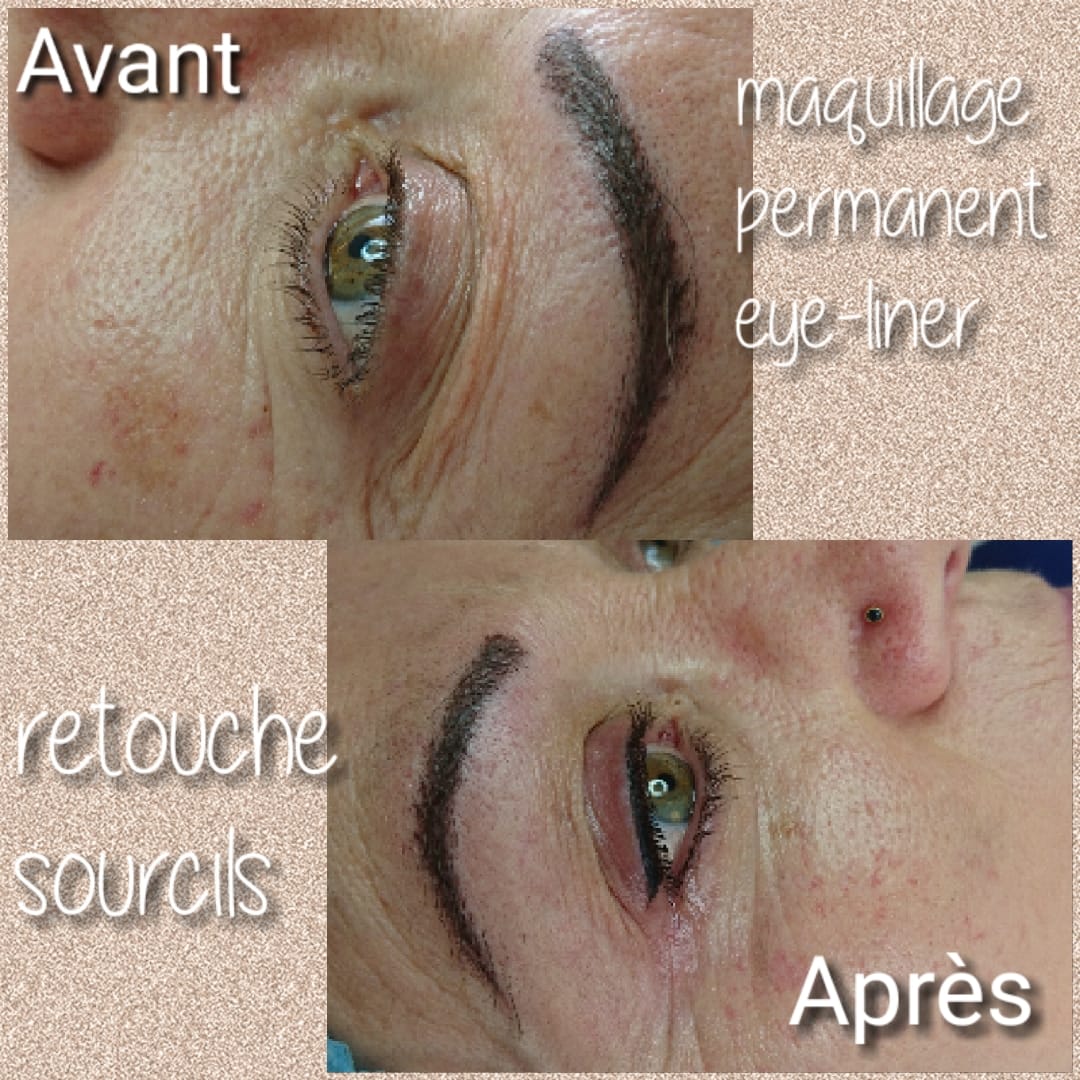 Avant
maquillage
permanent
eye-liner
retouche
sourcils
Après